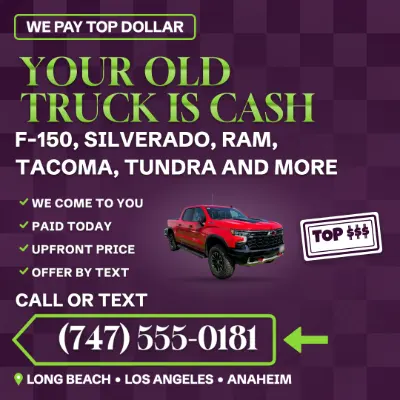 WE PAY TOP DOLLAR
YOUR OLD
TRUCK IS CASH
F-150, SILVERADO, RAM,
TACOMA, TUNDRA AND MORE
WE COME TO YOU
PAID TODAY
UPFRONT PRICE
OFFER BY TEXT
TOP $$$
CALL OR TEXT
(747) 555-0181
LONG BEACH • LOS ANGELES • ANAHEIM